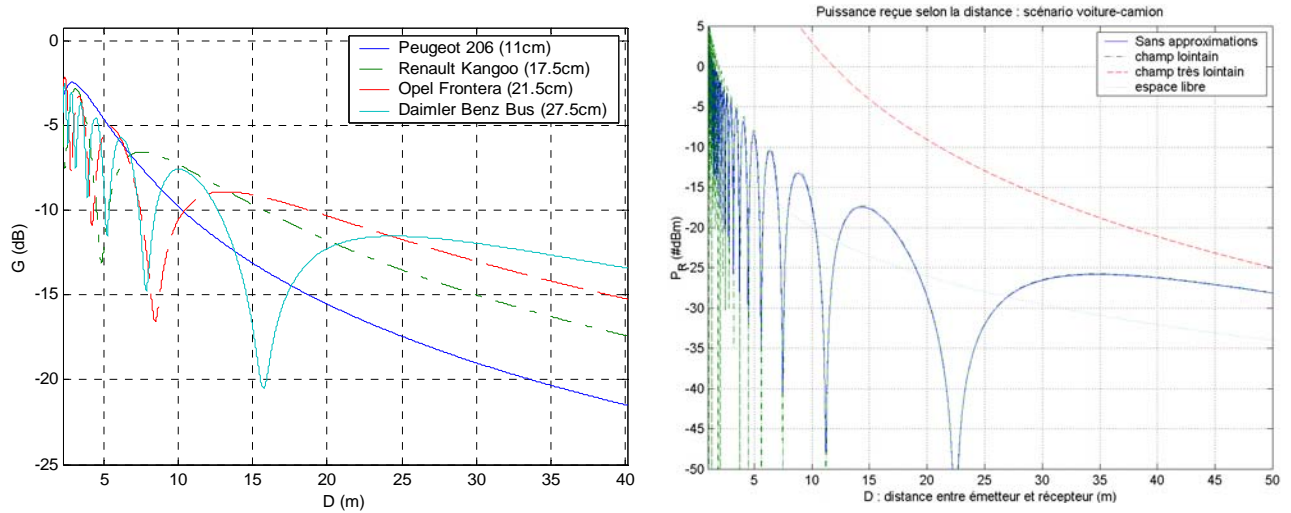 0
-5
-10
-15
-20
-25
G (dB)
5
10
15
20
25
30
35
40
D (m)
Peugeot 206 (11cm)
Renault Kangoo (17.5cm)
Opel Frontera (21.5cm)
Daimler Benz Bus (27.5cm)
Puissance reçue selon la distance : scénario voiture-camion
Sans approximations
champ lointain
champ très lointain
espace libre
5
0
-5
-10
-15
-20
-25
-30
-35
-40
-45
-50
P_R (#dBm)
5
10
15
20
25
30
35
40
45
50
D : distance entre émetteur et récepteur (m)